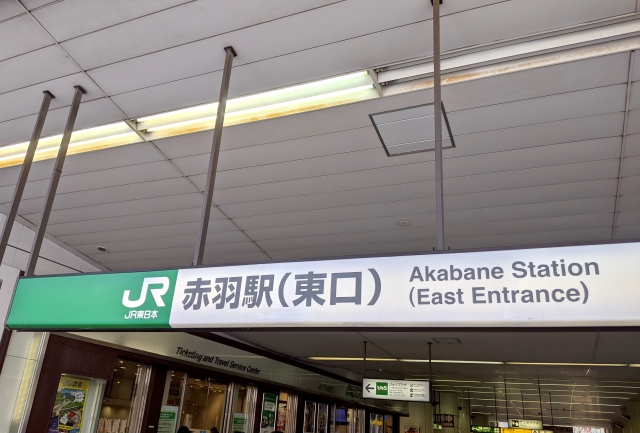 JR
JR東日本
赤羽駅(東口)
Akabane Station
(East Entrance)
Ticketing and Travel Service Center